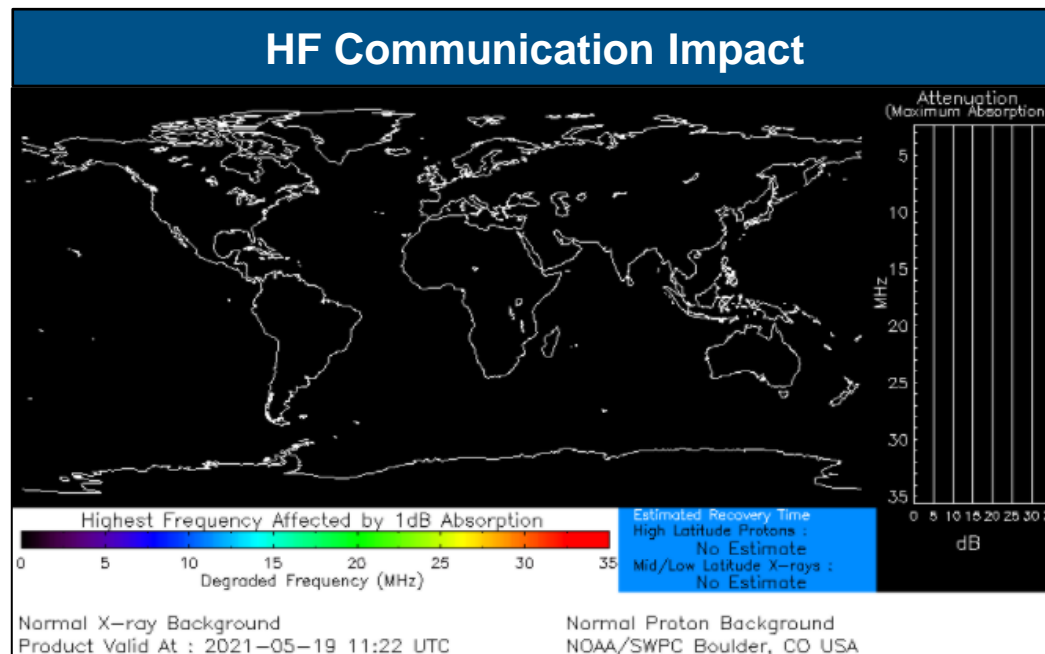 HF Communication Impact
Attenuation
(Maximum Absorption)
5
10
15
20
25
30
35
MHz
0 5 10 15 20 25 30
dB
Highest Frequency Affected by 1dB Absorption
0 5 10 15 20 25 30 35
Degraded Frequency (MHz)
Estimated Recovery Time
High Latitude Protons :
No Estimate
Mid/Low Latitude X-rays :
No Estimate
Normal X-ray Background
Normal Proton Background
Product Valid At : 2021-05-19 11:22 UTC
NOAA/SWPC Boulder, CO USA